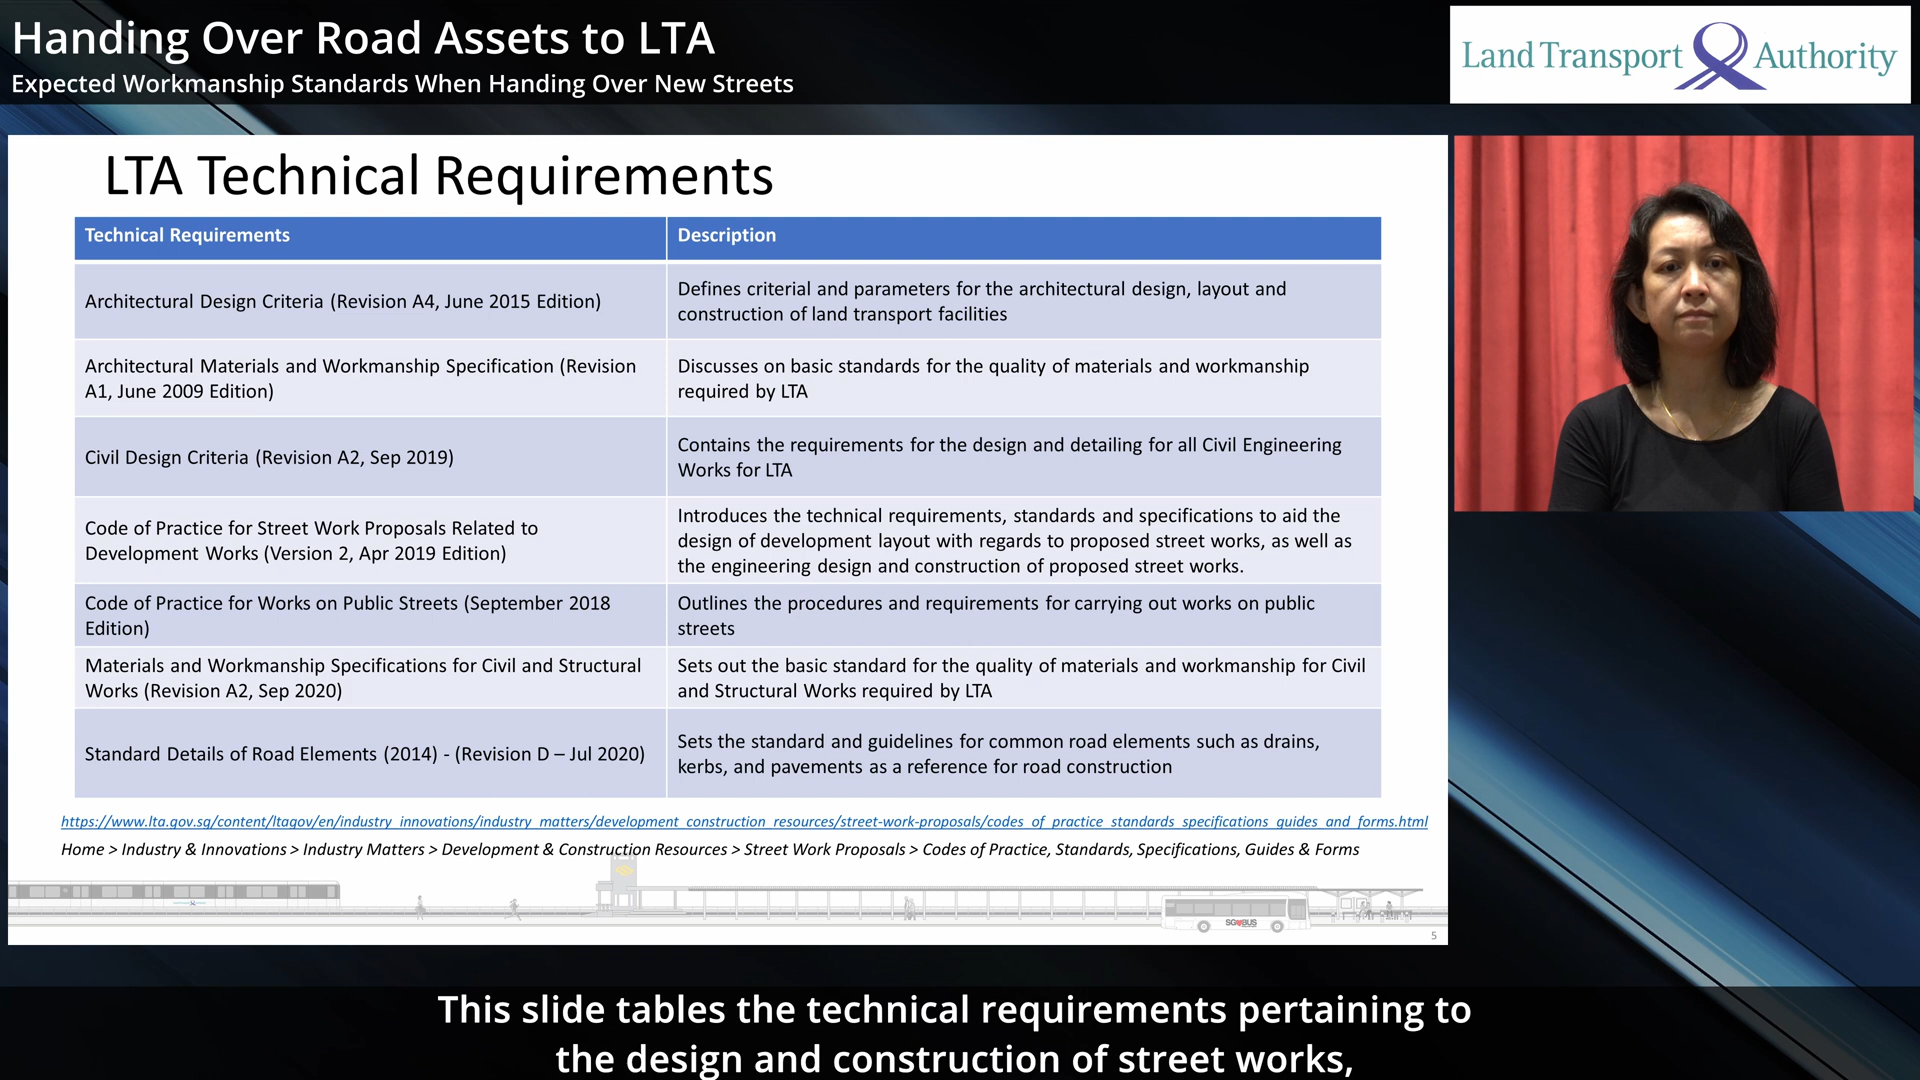 Handing Over Road Assets to LTA
Expected Workmanship Standards When Handing Over New Streets
Land Transport Authority
LTA Technical Requirements
Technical Requirements
Description
Architectural Design Criteria (Revision A4, June 2015 Edition)
Defines criterial and parameters for the architectural design, layout and
construction of land transport facilities
Architectural Materials and Workmanship Specification (Revision
A1, June 2009 Edition)
Discusses on basic standards for the quality of materials and workmanship
required by LTA
Civil Design Criteria (Revision A2, Sep 2019)
Contains the requirements for the design and detailing for all Civil Engineering
Works for LTA
Code of Practice for Street Work Proposals Related to
Development Works (Version 2, Apr 2019 Edition)
Introduces the technical requirements, standards and specifications to aid the
design of development layout with regards to proposed street works, as well as
the engineering design and construction of proposed street works.
Code of Practice for Works on Public Streets (September 2018
Edition)
Outlines the procedures and requirements for carrying out works on public
streets
Materials and Workmanship Specifications for Civil and Structural
Works (Revision A2, Sep 2020)
Sets out the basic standard for the quality of materials and workmanship for Civil
and Structural Works required by LTA
Standard Details of Road Elements (2014) - (Revision D – Jul 2020)
Sets the standard and guidelines for common road elements such as drains,
kerbs, and pavements as a reference for road construction
https://www.lta.gov.sg/content/ltagov/en/industry_innovations/industry_matters/development_construction_resources/street-work-proposals/codes_of_practice_standards_specifications_guides_and_forms.html
Home > Industry & Innovations > Industry Matters > Development & Construction Resources > Street Work Proposals > Codes of Practice, Standards, Specifications, Guides & Forms
SG♥BUS
5
This slide tables the technical requirements pertaining to
the design and construction of street works,